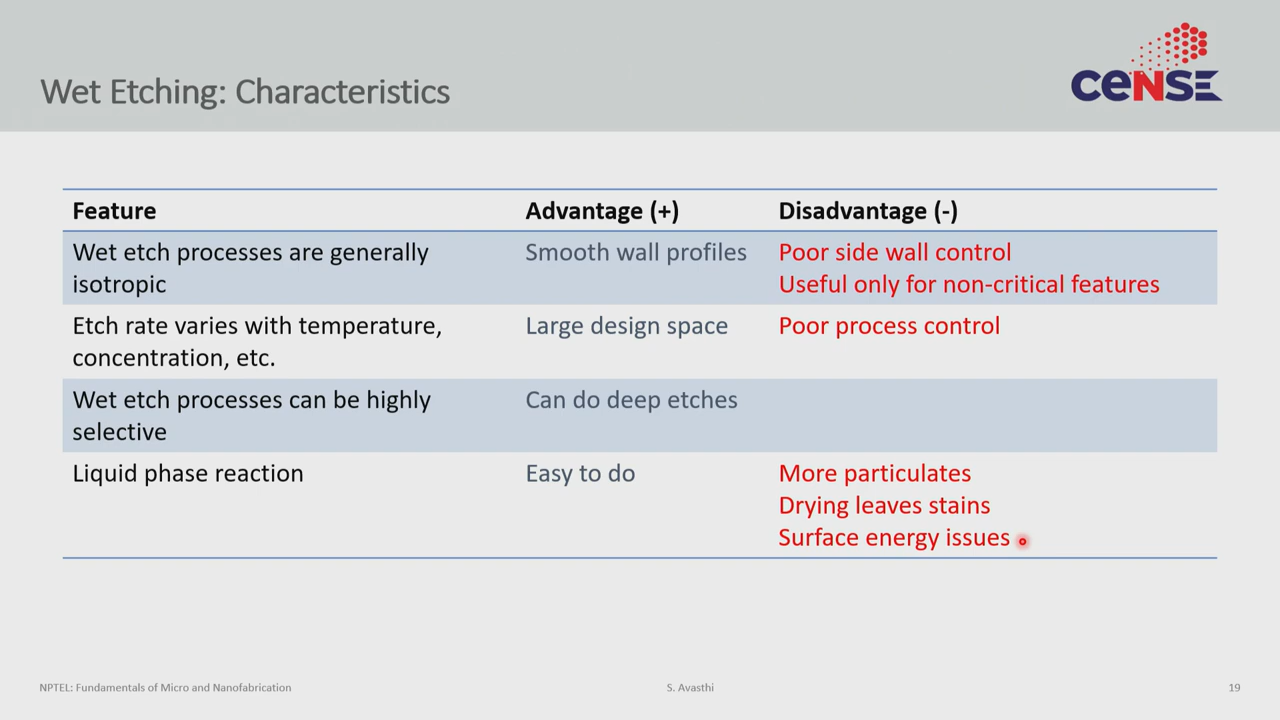 Wet Etching: Characteristics
CeNSE
Feature Advantage (+) Disadvantage (-)
Wet etch processes are generally Smooth wall profiles Poor side wall control
isotropic Useful only for non-critical features
Etch rate varies with temperature, Large design space Poor process control
concentration, etc.
Wet etch processes can be highly Can do deep etches
selective
Liquid phase reaction Easy to do More particulates
Drying leaves stains
Surface energy issues
NPTEL: Fundamentals of Micro and Nanofabrication S. Avasthi 19